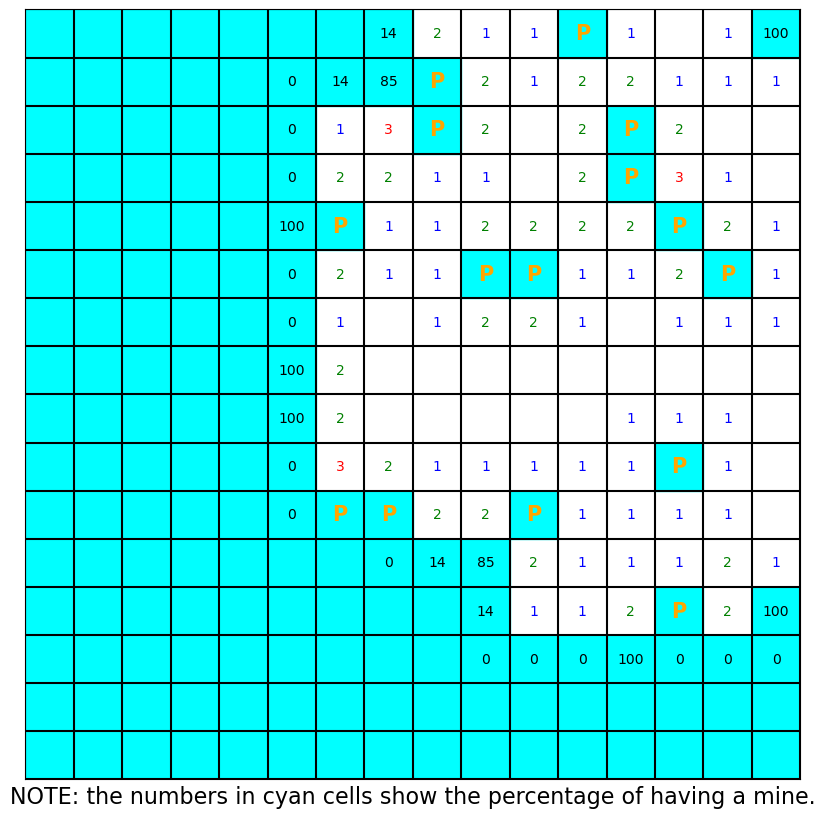 14 2 1 1 P 1 1 100
0 14 85 P 2 1 2 2 1 1 1
0 1 3 P 2 2 P 2
0 2 2 1 1 2 P 3 1
100 P 1 1 2 2 2 2 P 2 1
0 2 1 1 P P 1 1 2 P 1
0 1 1 2 2 1 1 1 1
100 2
100 2 1 1 1
0 3 2 1 1 1 1 1 P 1
0 P P 2 2 P 1 1 1 1
0 14 85 2 1 1 1 2 1
14 1 1 2 P 2 100
0 0 0 100 0 0 0
NOTE: the numbers in cyan cells show the percentage of having a mine.